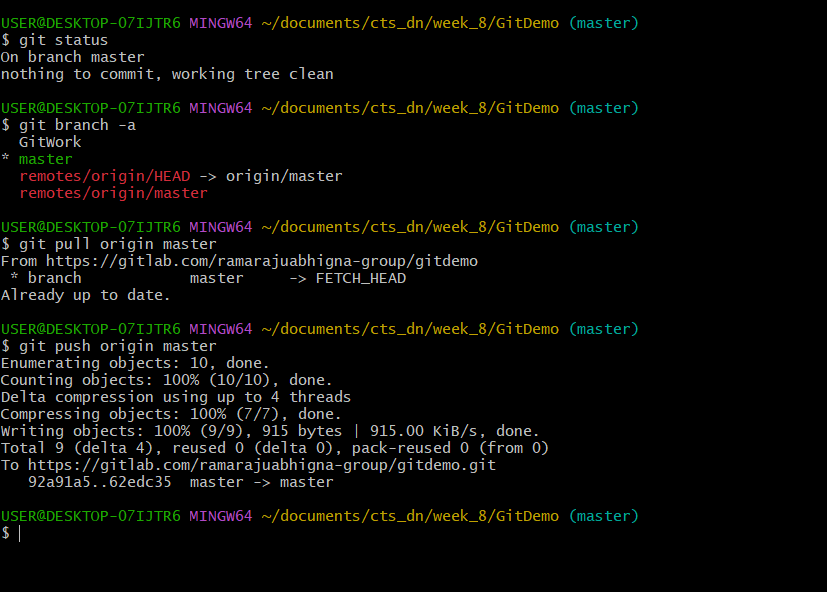 USER@DESKTOP-07IJTR6 MINGW64 ~/documents/cts_dn/week_8/GitDemo (master)
$ git status
On branch master
nothing to commit, working tree clean
USER@DESKTOP-07IJTR6 MINGW64 ~/documents/cts_dn/week_8/GitDemo (master)
$ git branch -a
  GitWork
* master
  remotes/origin/HEAD -> origin/master
  remotes/origin/master
USER@DESKTOP-07IJTR6 MINGW64 ~/documents/cts_dn/week_8/GitDemo (master)
$ git pull origin master
From https://gitlab.com/ramarajuabhigna-group/gitdemo
 * branch            master     -> FETCH_HEAD
Already up to date.
USER@DESKTOP-07IJTR6 MINGW64 ~/documents/cts_dn/week_8/GitDemo (master)
$ git push origin master
Enumerating objects: 10, done.
Counting objects: 100% (10/10), done.
Delta compression using up to 4 threads
Compressing objects: 100% (7/7), done.
Writing objects: 100% (9/9), 915 bytes | 915.00 KiB/s, done.
Total 9 (delta 4), reused 0 (delta 0), pack-reused 0 (from 0)
To https://gitlab.com/ramarajuabhigna-group/gitdemo.git
   92a91a5..62edc35  master -> master
USER@DESKTOP-07IJTR6 MINGW64 ~/documents/cts_dn/week_8/GitDemo (master)
$